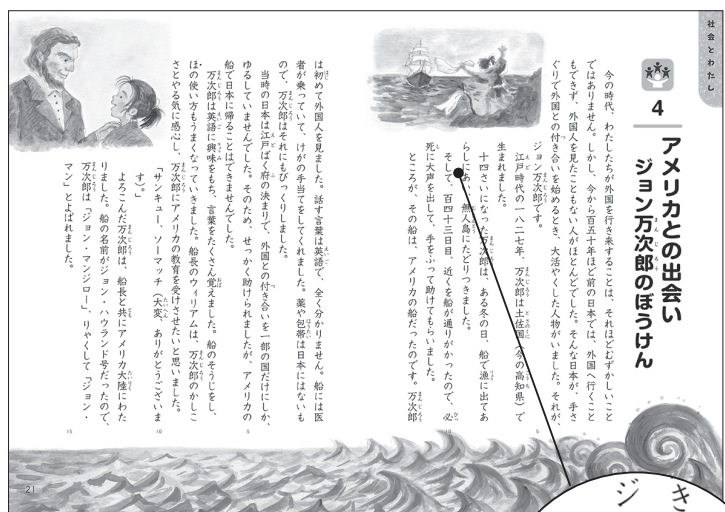 社会とわたし
4
アメリカとの出会い
ジョン万次郎のぼうけん
今の時代、わたしたちが外国を行き来することは、それほどむずかしいこと
ではありません。しかし、今から百五十年ほど前の日本では、外国へ行くこと
もできず、外国人を見たこともない人がほとんどでした。そんな日本が、手さ
ぐりで外国との付き合いを始めるとき、大活やくした人物がいました。それが、
ジョン万次郎です。
江戸時代の一八二七年、万次郎は土佐国(今の高知県)で
生まれました。
十四さいになった万次郎は、ある冬の日、船で漁に出てあ
らしにあ、無人島にたどりつきました。
そして、百四十三日目、近くを船が通りがかったので、必
死に大声を出して、手をふって助けてもらいました。
ところが、その船は、アメリカの船だったのです。万次郎
5
10
は初めて外国人を見ました。話す言葉は英語で、全く分かりません。船には医
者が乗っていて、けがの手当てをしてくれました。薬や包帯は日本にはないも
ので、万次郎はそれにもびっくりしました。
当時の日本は江戸ばく府の決まりで、外国との付き合いを一部の国だけにしか、
ゆるしていませんでした。そのため、せっかく助けられましたが、アメリカの
船で日本に帰ることはできませんでした。
万次郎は英語に興味をもち、言葉をたくさん覚えました。船のそうじをし、
ほの使い方もうまくなっていきました。船長のウィリアムは、万次郎のかしこ
さとやる気に感心し、万次郎にアメリカの教育を受けさせたいと思いました。
「サンキュー、ソーマッチ(大変、ありがとうございま
す)。」
よろこんだ万次郎は、船長と共にアメリカ大陸にわた
りました。船の名前がジョン・ハウランド号だったので、
万次郎は「ジョン・マンジロー」、りゃくして「ジョン・
マン」とよばれました。
5
10
15
21
き
ジ